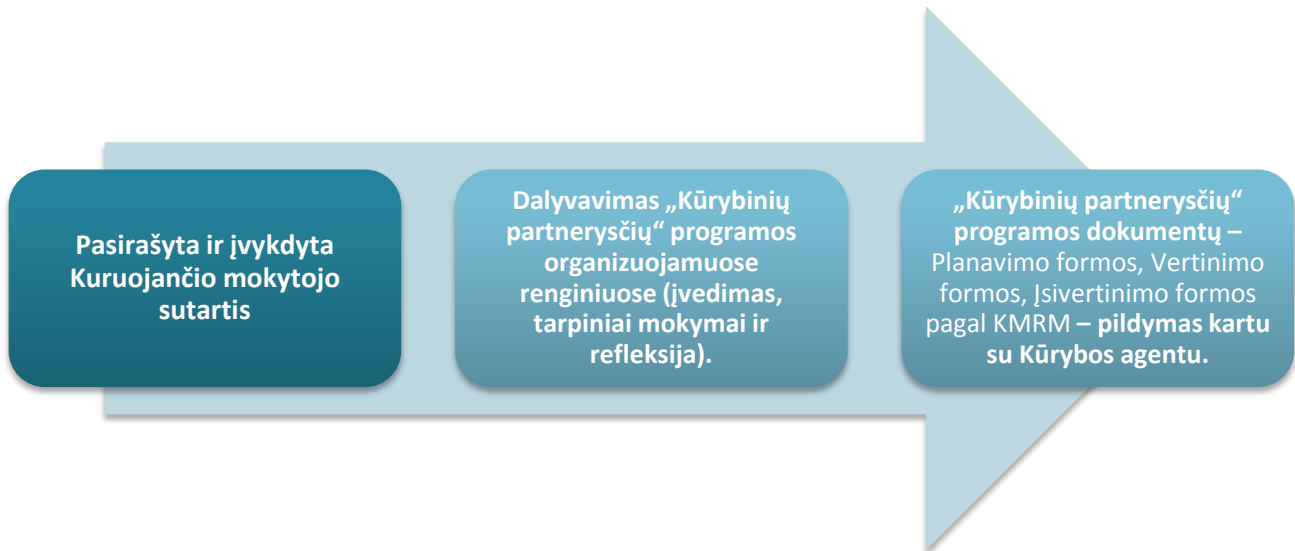 Pasirašyta ir įvykdyta
Kuruojančio mokytojo
sutartis
Dalyvavimas „Kūrybinių
partnerysčių“ programos
organizuojamuose
renginiuose (įvedimas,
tarpiniai mokymai ir
refleksija).
„Kūrybinių partnerysčių“
programos dokumentų –
Planavimo formos, Vertinimo
formos, Įsivertinimo formos
pagal KMRM – pildymas kartu
su Kūrybos agentu.